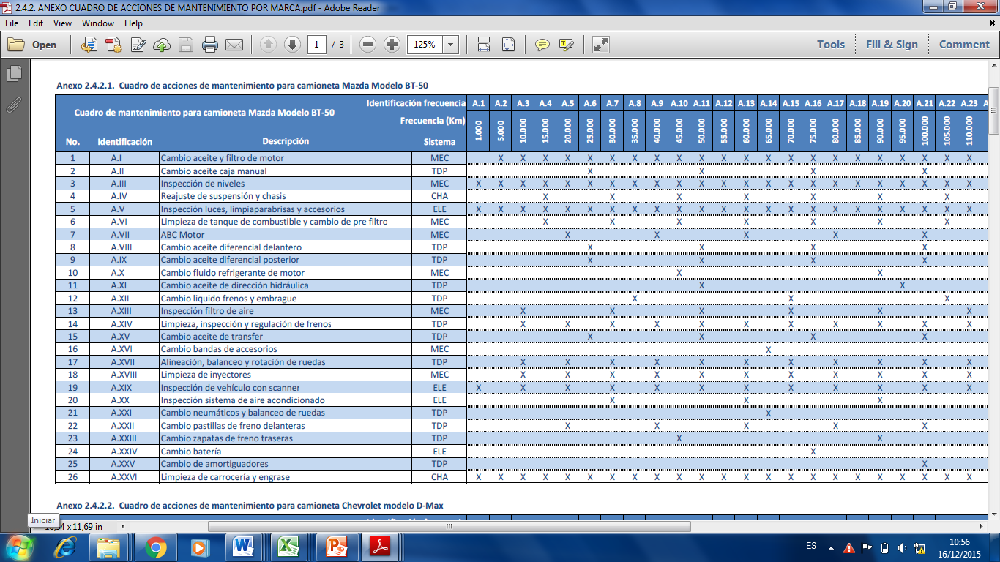 2.4.2. ANEXO CUADRO DE ACCIONES DE MANTENIMIENTO POR MARCA.pdf - Adobe Reader
File Edit View Window Help
Open 1 / 3 125% Tools Fill & Sign Comment
Anexo 2.4.2.1. Cuadro de acciones de mantenimiento para camioneta Mazda Modelo BT-50
Identificación frecuencia A.1 A.2 A.3 A.4 A.5 A.6 A.7 A.8 A.9 A.10 A.11 A.12 A.13 A.14 A.15 A.16 A.17 A.18 A.19 A.20 A.21 A.22 A.23
Cuadro de mantenimiento para camioneta Mazda Modelo BT-50
Frecuencia (Km) 1.000 5.000 10.000 15.000 20.000 25.000 30.000 35.000 40.000 45.000 50.000 55.000 60.000 65.000 70.000 75.000 80.000 85.000 90.000 95.000 100.000 105.000 110.000
No. Identificación Descripción Sistema
1 A.I Cambio aceite y filtro de motor MEC X X X X X X X X X X X X X X X X X X X X X X
2 A.II Cambio aceite caja manual TDP X X X X
3 A.III Inspección de niveles MEC X X X X X X X X X X X X X X X X X X X X X X X
4 A.IV Reajuste de suspensión y chasis CHA X X X X X X X
5 A.V Inspección luces, limpiaparabrisas y accesorios ELE X X X X X X X X X X X X X X X X X X X X X X X
6 A.VI Limpieza de tanque de combustible y cambio de pre filtro MEC X X X X X X X
7 A.VII ABC Motor MEC X X X X X
8 A.VIII Cambio aceite diferencial delantero TDP X X X X
9 A.IX Cambio aceite diferencial posterior TDP X X X X
10 A.X Cambio fluido refrigerante de motor MEC X X
11 A.XI Cambio aceite de dirección hidráulica TDP X X
12 A.XII Cambio liquido frenos y embrague TDP X X X
13 A.XIII Inspección filtro de aire MEC X X X X X X
14 A.XIV Limpieza, inspección y regulación de frenos TDP X X X X X X X X X X X
15 A.XV Cambio aceite de transfer TDP X X X X
16 A.XVI Cambio bandas de accesorios MEC X
17 A.XVII Alineación, balanceo y rotación de ruedas TDP X X X X X X X X X X X
18 A.XVIII Limpieza de inyectores MEC X X X X X X X X X X X
19 A.XIX Inspección de vehículo con scanner ELE X X X X X X X X X X X X
20 A.XX Inspección sistema de aire acondicionado ELE X X X
21 A.XXI Cambio neumáticos y balanceo de ruedas TDP X
22 A.XXII Cambio pastillas de freno delanteras TDP X X X X X
23 A.XXIII Cambio zapatas de freno traseras TDP X X
24 A.XXIV Cambio batería ELE X
25 A.XXV Cambio de amortiguadores TDP X
26 A.XXVI Limpieza de carrocería y engrase CHA X X X X X X X X X X X X X X X X X X X X X X X
Anexo 2.4.2.2. Cuadro de acciones de mantenimiento para camioneta Chevrolet modelo D-Max
Iniciar
x 11,69 in
ES 10:56
16/12/2015